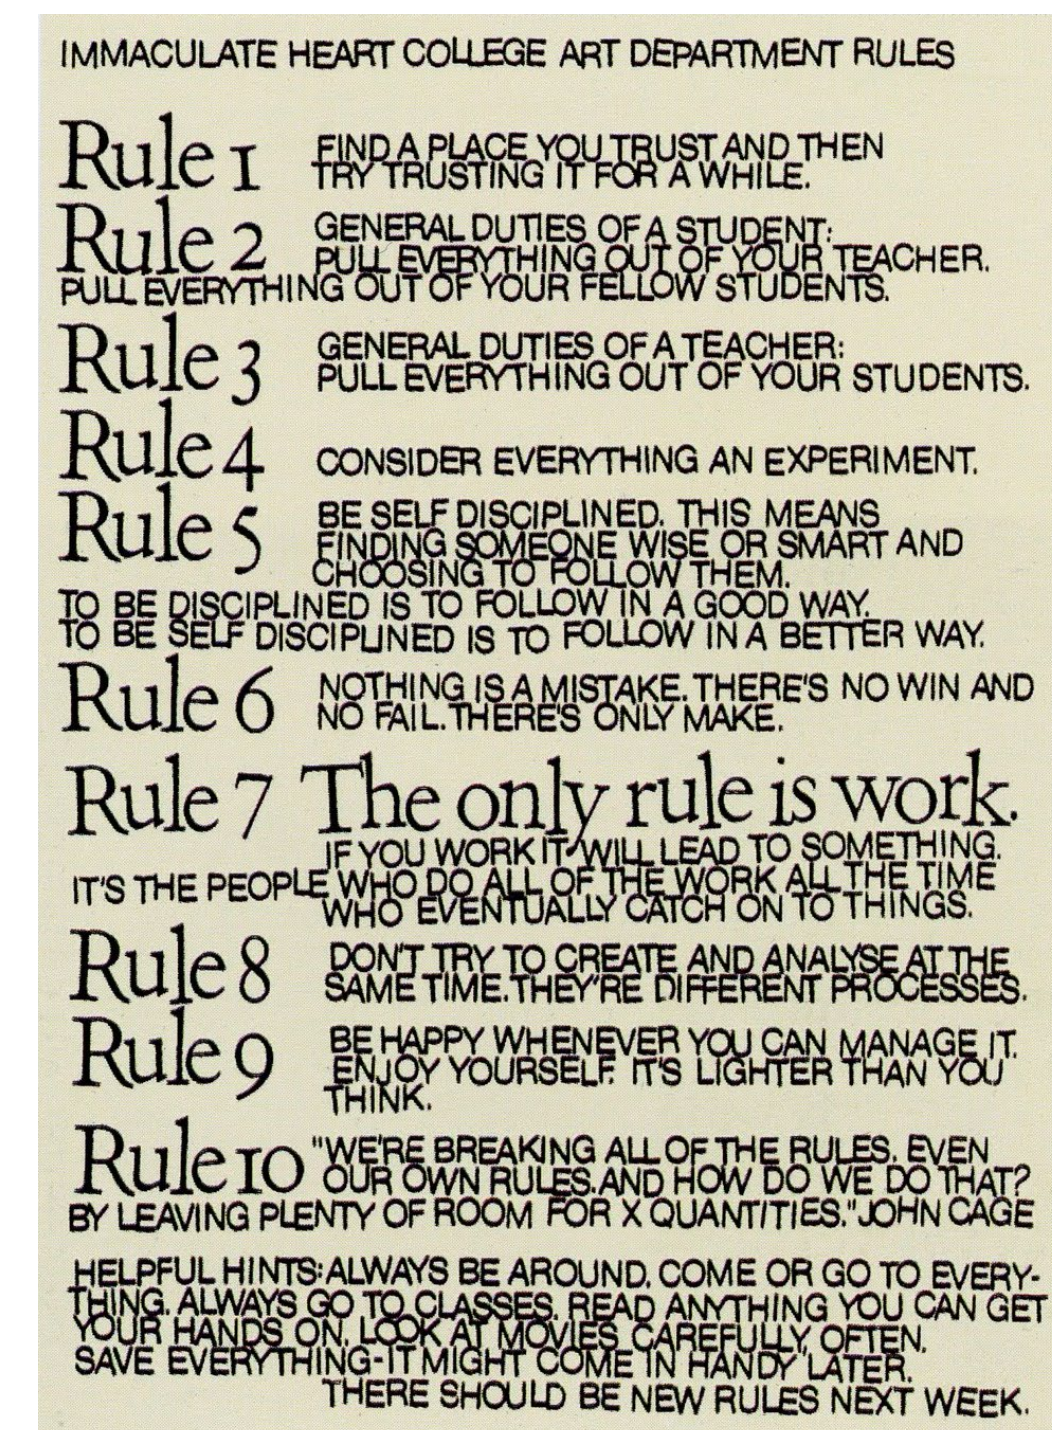 IMMACULATE HEART COLLEGE ART DEPARTMENT RULES
Rule 1 FIND A PLACE YOU TRUST AND THEN
TRY TRUSTING IT FOR A WHILE.
Rule 2 GENERAL DUTIES OF A STUDENT:
PULL EVERYTHING OUT OF YOUR TEACHER.
PULL EVERYTHING OUT OF YOUR FELLOW STUDENTS.
Rule 3 GENERAL DUTIES OF A TEACHER:
PULL EVERYTHING OUT OF YOUR STUDENTS.
Rule 4 CONSIDER EVERYTHING AN EXPERIMENT.
Rule 5 BE SELF DISCIPLINED. THIS MEANS
FINDING SOMEONE WISE OR SMART AND
CHOOSING TO FOLLOW THEM.
TO BE DISCIPLINED IS TO FOLLOW IN A GOOD WAY.
TO BE SELF DISCIPLINED IS TO FOLLOW IN A BETTER WAY.
Rule 6 NOTHING IS A MISTAKE. THERE'S NO WIN AND
NO FAIL. THERE'S ONLY MAKE.
Rule 7 The only rule is work.
IF YOU WORK IT WILL LEAD TO SOMETHING.
IT'S THE PEOPLE WHO DO ALL OF THE WORK ALL THE TIME
WHO EVENTUALLY CATCH ON TO THINGS.
Rule 8 DON'T TRY TO CREATE AND ANALYSE AT THE
SAME TIME. THEY'RE DIFFERENT PROCESSES.
Rule 9 BE HAPPY WHENEVER YOU CAN MANAGE IT.
ENJOY YOURSELF. IT'S LIGHTER THAN YOU
THINK.
Rule 10 "WE'RE BREAKING ALL OF THE RULES. EVEN
OUR OWN RULES. AND HOW DO WE DO THAT?
BY LEAVING PLENTY OF ROOM FOR X QUANTITIES." JOHN CAGE
HELPFUL HINTS: ALWAYS BE AROUND. COME OR GO TO EVERY-
THING. ALWAYS GO TO CLASSES. READ ANYTHING YOU CAN GET
YOUR HANDS ON. LOOK AT MOVIES CAREFULLY, OFTEN.
SAVE EVERYTHING-IT MIGHT COME IN HANDY LATER.
THERE SHOULD BE NEW RULES NEXT WEEK.